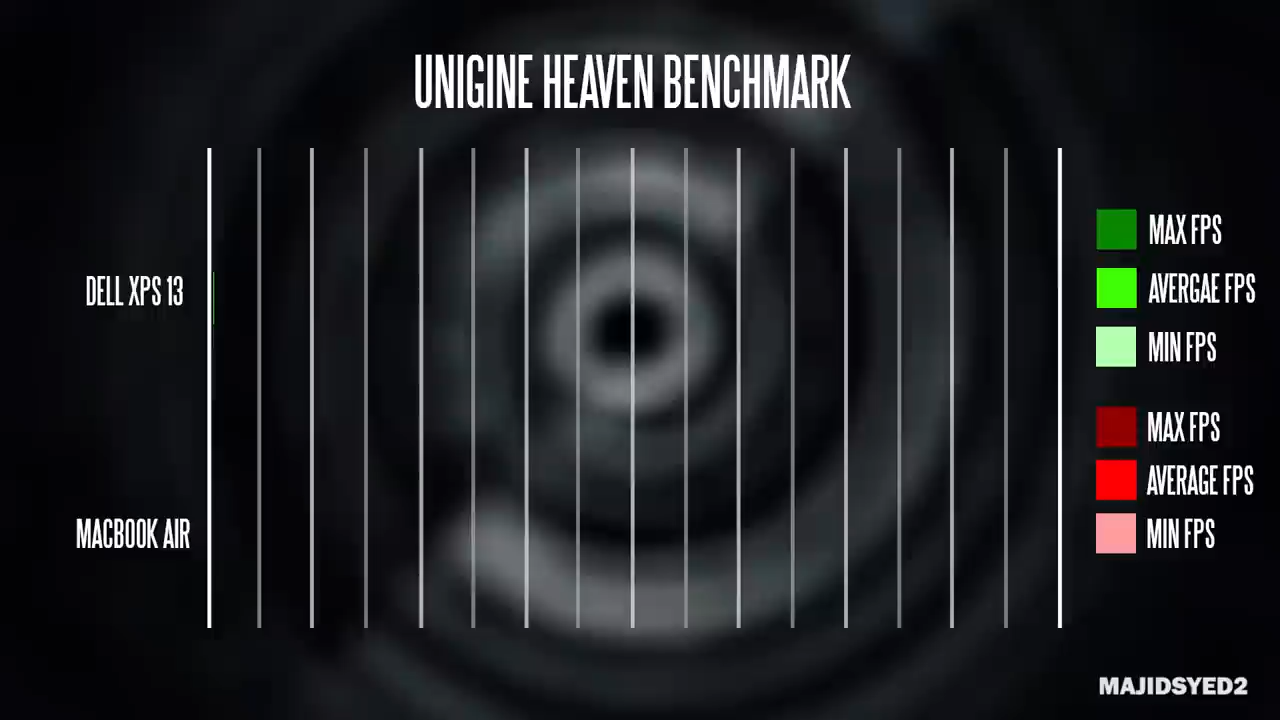 UNIGINE HEAVEN BENCHMARK
DELL XPS 13
MACBOOK AIR
MAX FPS
AVERGAE FPS
MIN FPS
MAX FPS
AVERAGE FPS
MIN FPS
MAJIDSYED2